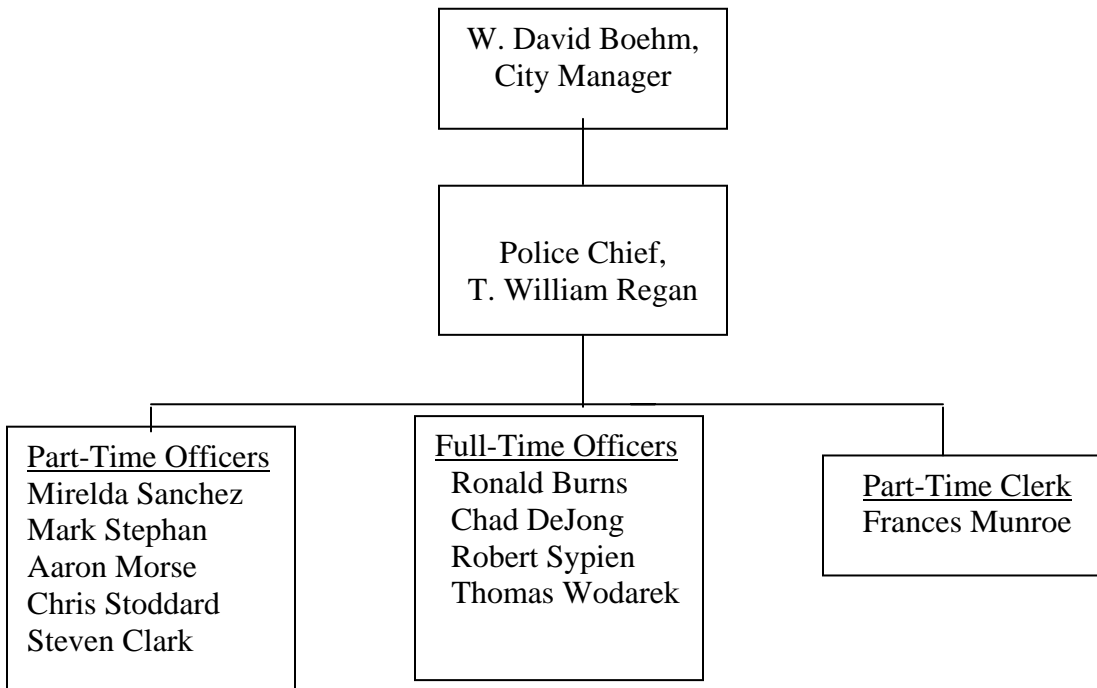 W. David Boehm,
City Manager
Police Chief,
T. William Regan
Part-Time Officers
Mirelda Sanchez
Mark Stephan
Aaron Morse
Chris Stoddard
Steven Clark
Full-Time Officers
Ronald Burns
Chad DeJong
Robert Sypien
Thomas Wodarek
Part-Time Clerk
Frances Munroe